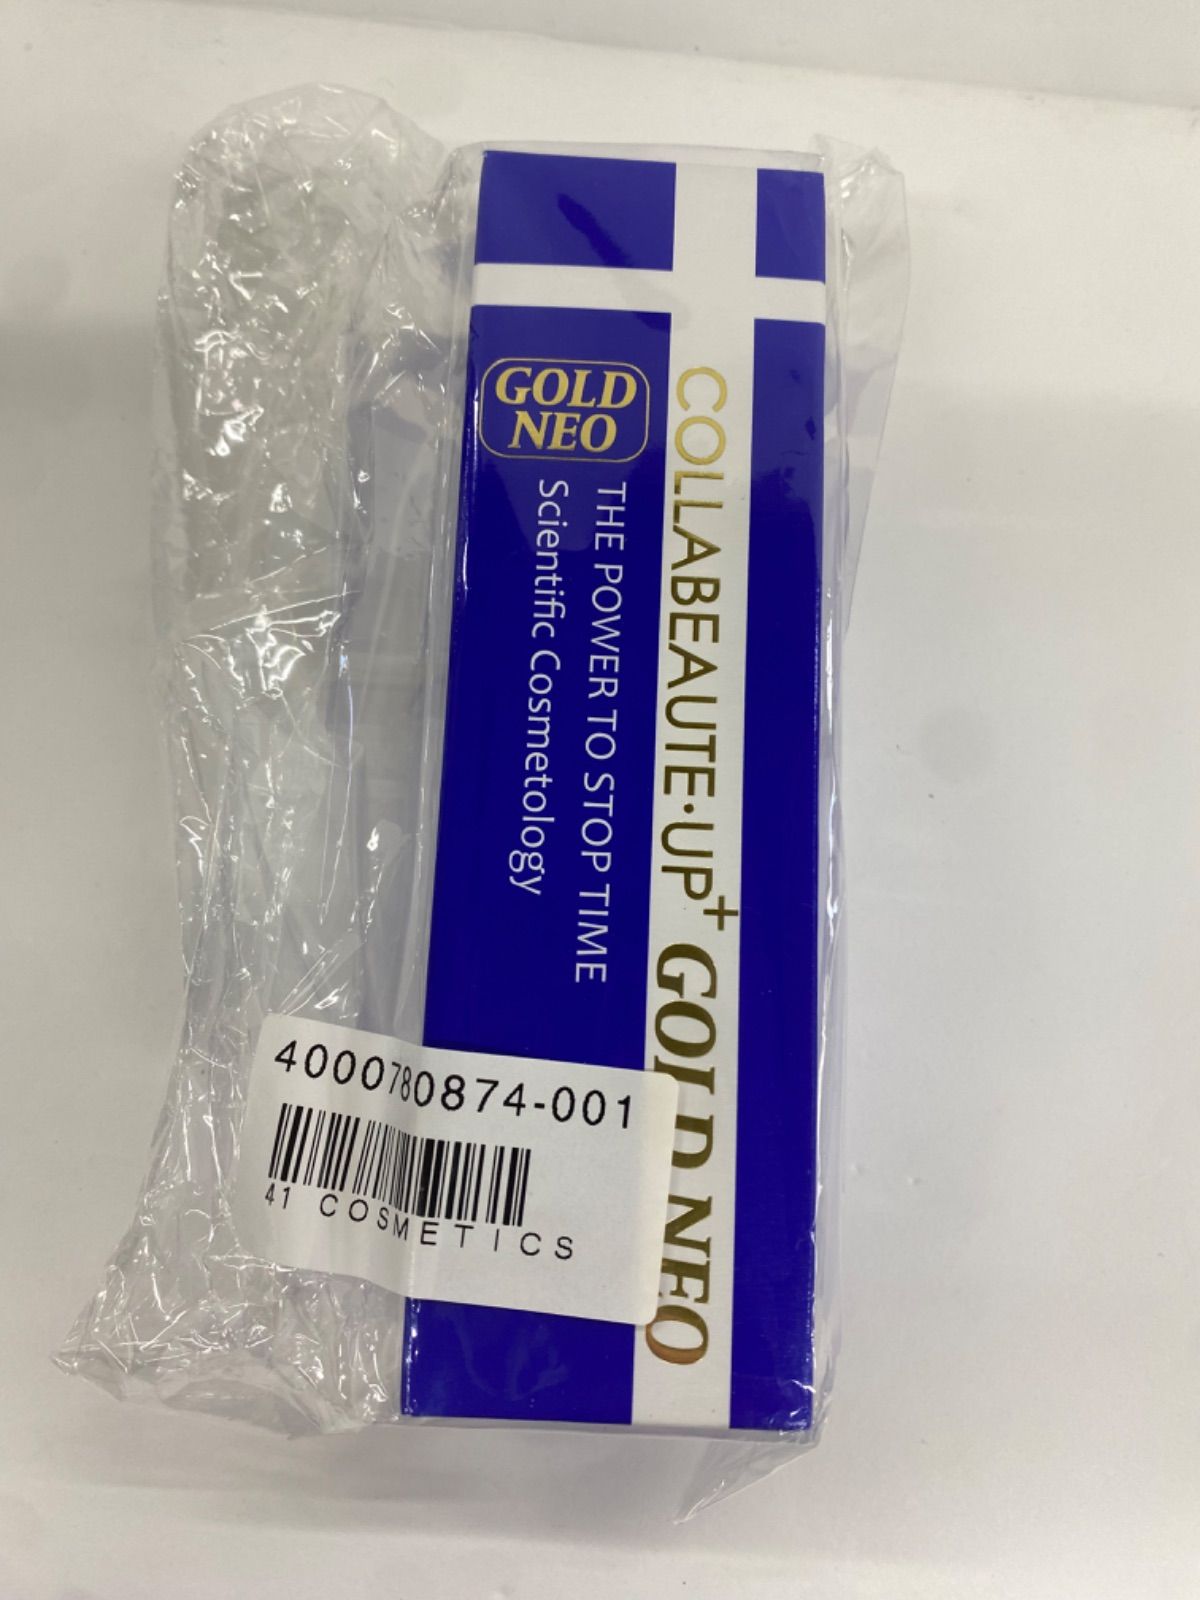 GOLD
NEO
THE POWER TO STOP TIME
Scientific Cosmetology
COLLABEAUTE·UP+ GOLD NEO
4000780874-001
41 COSMETICS